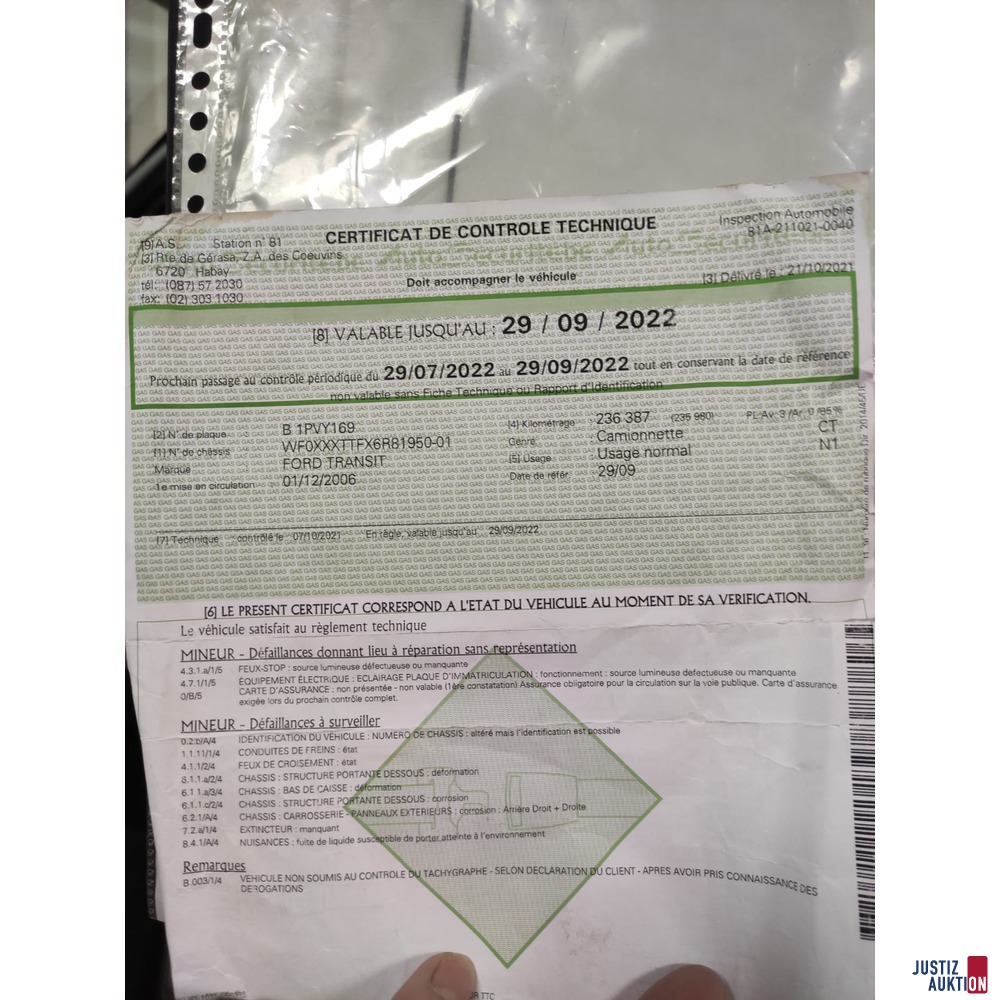 CERTIFICAT DE CONTROLE TECHNIQUE
Inspection Automobile
81A-211021-0040
[9] A.S. Station n° 81
[3] Rte de Gérasa, Z.A. des Coeuvins
6720 Habay
tél: (087) 57 2030
fax: (02) 303 1030
Doit accompagner le véhicule
[3] Délivré le : 21/10/2021
[8] VALABLE JUSQU'AU : 29 / 09 / 2022
Prochain passage au contrôle périodique du 29/07/2022 au 29/09/2022 tout en conservant la date de référence
non valable sans Fiche Technique ou Rapport d'Identification
[2] N° de plaque : B 1PVY169
[1] N° de châssis : WF0XXXTTFX6R81950-01
Marque : FORD TRANSIT
1e mise en circulation : 01/12/2006
[4] Kilométrage : 236 387 (235 980)
PL-Av: 3 /Ar: 0 /85 %
Genre : Camionnette CT
[5] Usage : Usage normal N1
Date de référ. : 29/09
[7] Technique : contrôlé le 07/10/2021 En règle, valable jusqu'au 29/09/2022
[6] LE PRESENT CERTIFICAT CORRESPOND A L'ETAT DU VEHICULE AU MOMENT DE SA VERIFICATION.
Le véhicule satisfait au règlement technique
MINEUR - Défaillances donnant lieu à réparation sans représentation
4.3.1.a/1/5 FEUX-STOP : source lumineuse défectueuse ou manquante
4.7.1/1/5 ÉQUIPEMENT ÉLECTRIQUE : ECLAIRAGE PLAQUE D'IMMATRICULATION : fonctionnement : source lumineuse defectueuse ou manquante
0/B/5 CARTE D'ASSURANCE : non présentée - non valable (1ère constatation) Assurance obligatoire pour la circulation sur la voie publique. Carte d'assurance
exigée lors du prochain contrôle complet.
MINEUR - Défaillances à surveiller
0.2.b/A/4 IDENTIFICATION DU VÉHICULE : NUMERO DE CHASSIS : altéré mais l'identification est possible
1.1.11/1/4 CONDUITES DE FREINS : état
4.1.1/2/4 FEUX DE CROISEMENT : état
6.1.1.a/2/4 CHASSIS : STRUCTURE PORTANTE DESSOUS : déformation
6.1.1.a/3/4 CHASSIS : BAS DE CAISSE : déformation
6.1.1.c/2/4 CHASSIS : STRUCTURE PORTANTE DESSOUS : corrosion
6.2.1/A/4 CHASSIS : CARROSSERIE - PANNEAUX EXTERIEURS : corrosion : Arrière Droit + Droite
7.2.a/1/4 EXTINCTEUR : manquant
8.4.1/A/4 NUISANCES : fuite de liquide susceptible de porter atteinte à l'environnement
Remarques
B.003/1/4 VEHICULE NON SOUMIS AU CONTROLE DU TACHYGRAPHE - SELON DECLARATION DU CLIENT - APRES AVOIR PRIS CONNAISSANCE DES
DEROGATIONS
JUSTIZ
AUKTION